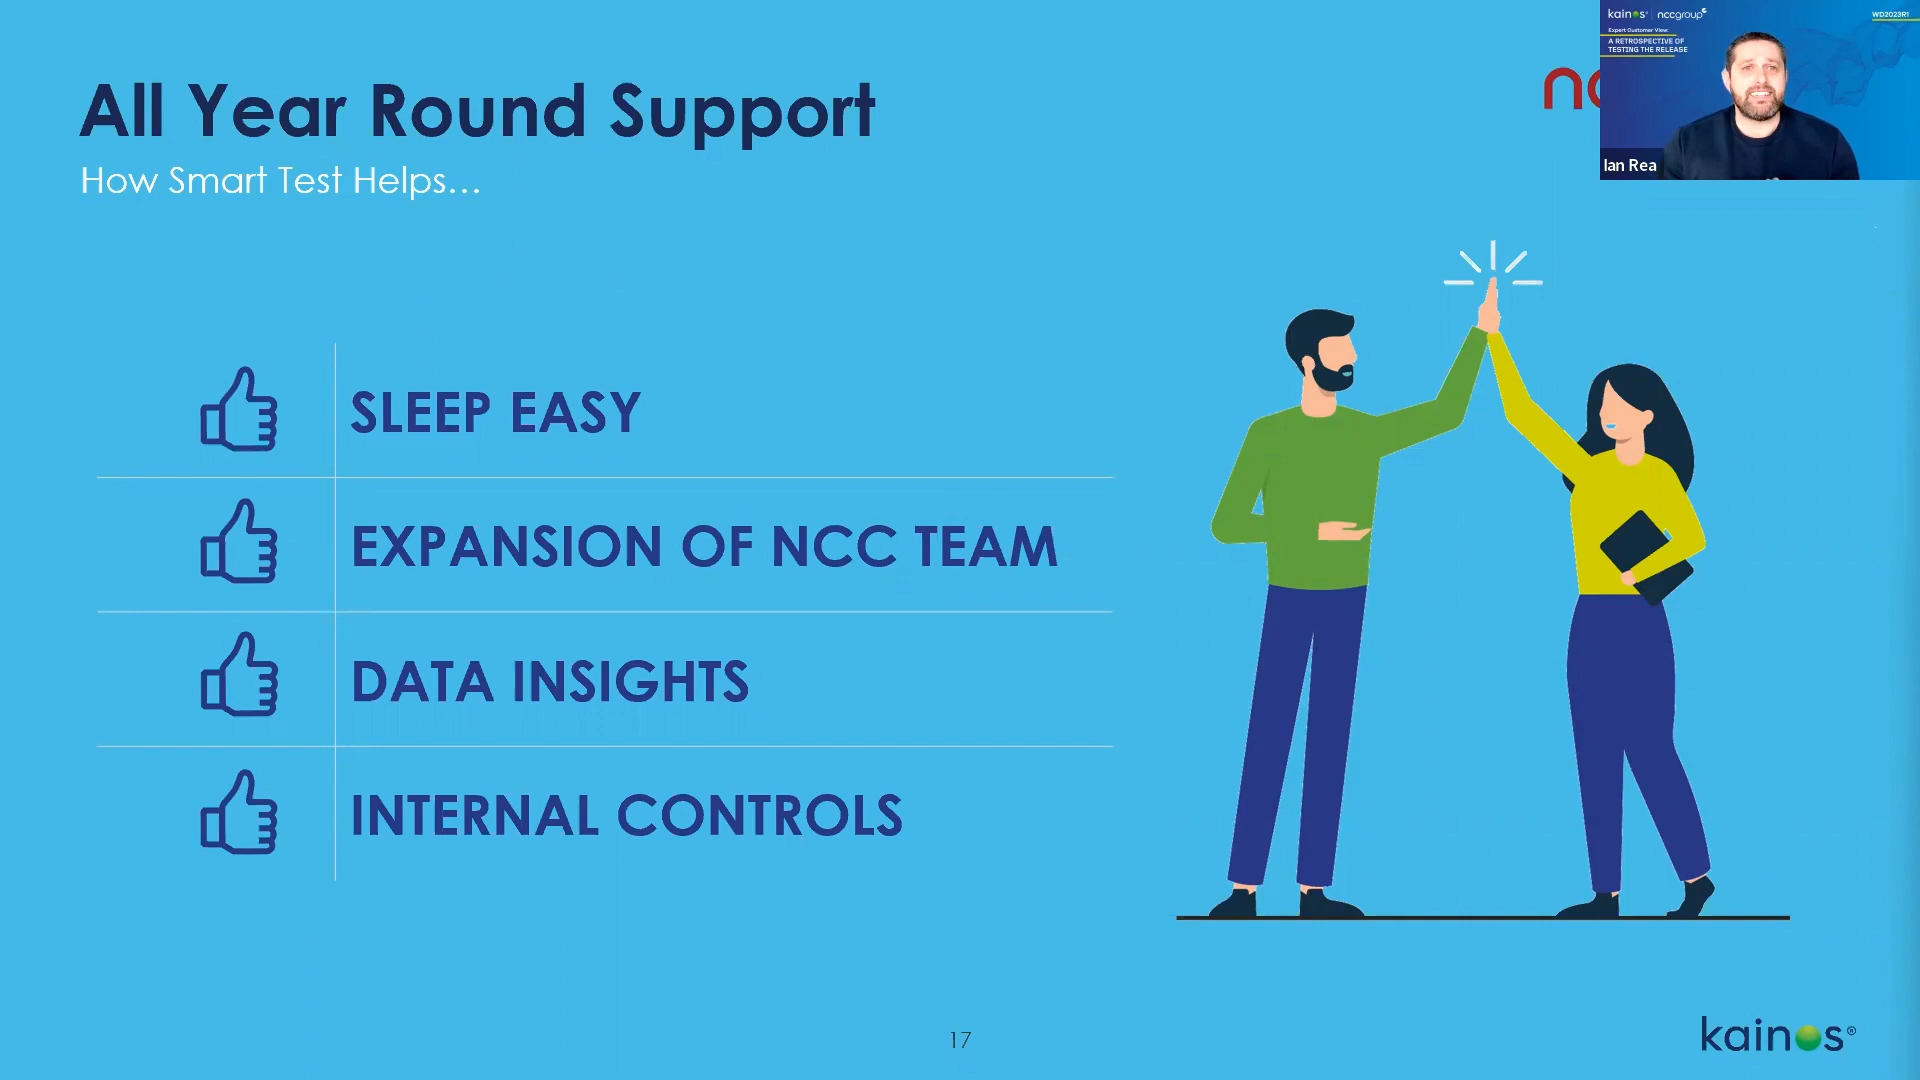 kainos® | nccgroup
WD2023R1
Expert Customer View:
A RETROSPECTIVE OF
TESTING THE RELEASE
Ian Rea
All Year Round Support
How Smart Test Helps...
SLEEP EASY
EXPANSION OF NCC TEAM
DATA INSIGHTS
INTERNAL CONTROLS
17
kainos®